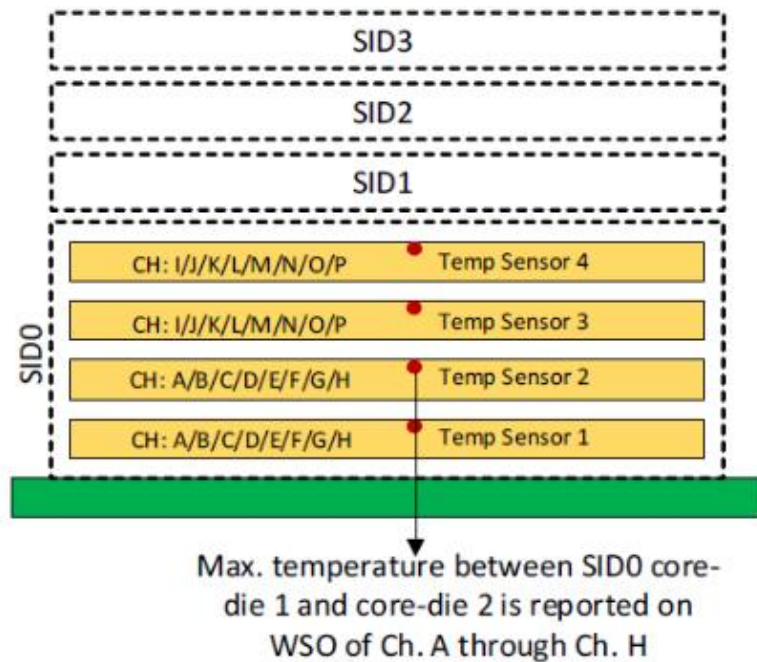 SID3
SID2
SID1
SID0
CH: I/J/K/L/M/N/O/P Temp Sensor 4
CH: I/J/K/L/M/N/O/P Temp Sensor 3
CH: A/B/C/D/E/F/G/H Temp Sensor 2
CH: A/B/C/D/E/F/G/H Temp Sensor 1
Max. temperature between SID0 core-
die 1 and core-die 2 is reported on
WSO of Ch. A through Ch. H